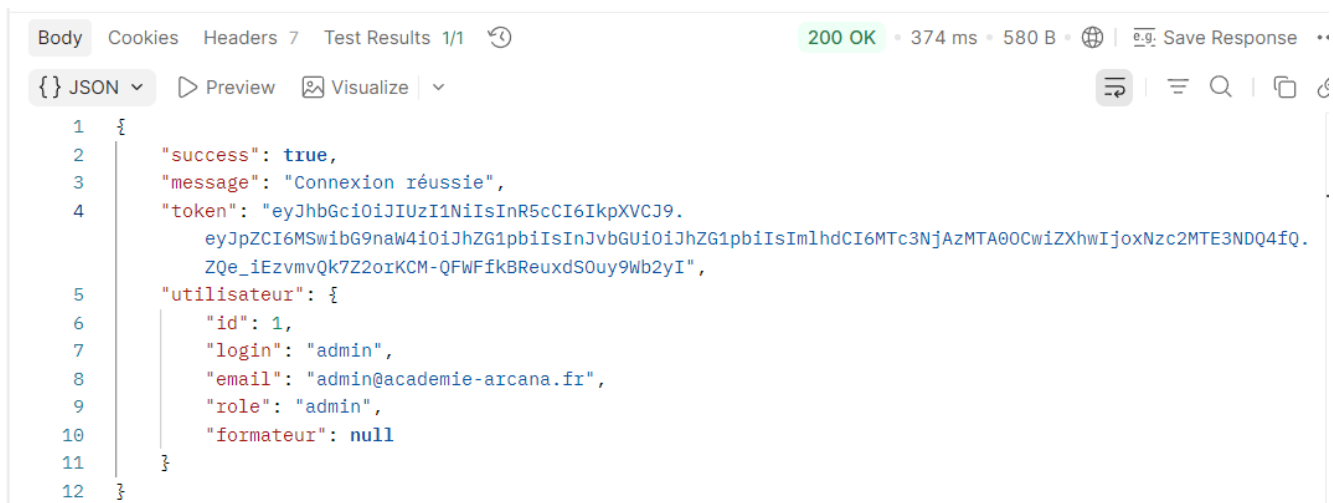 Body Cookies Headers 7 Test Results 1/1 200 OK • 374 ms • 580 B • e.g. Save Response
{} JSON Preview Visualize
1 {
2 "success": true,
3 "message": "Connexion réussie",
4 "token": "eyJhbGciOiJIUzI1NiIsInR5cCI6IkpXVCJ9.
eyJpZCI6MSwibG9naW4iOiJhZG1pbiIsInJvbGUiOiJhZG1pbiIsImlhdCI6MTc3NjAzMTA0OCwiZXhwIjoxNzc2MTE3NDQ4fQ.
ZQe_iEzvmvQk7Z2orKCM-QFWFfkBReuxdSOuy9Wb2yI",
5 "utilisateur": {
6 "id": 1,
7 "login": "admin",
8 "email": "admin@academie-arcana.fr",
9 "role": "admin",
10 "formateur": null
11 }
12 }